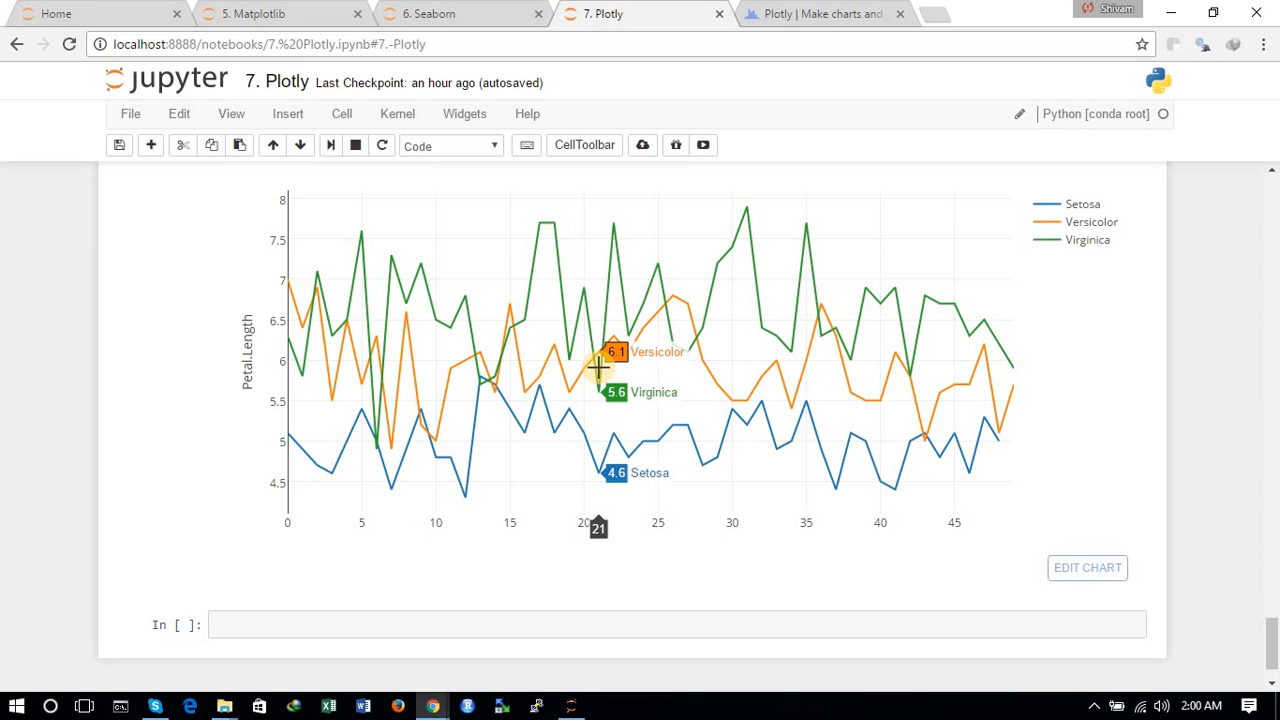 Home
5. Matplotlib
6. Seaborn
7. Plotly
Plotly | Make charts and
Shivam
localhost:8888/notebooks/7.%20Plotly.ipynb#7.-Plotly
jupyter 7. Plotly Last Checkpoint: an hour ago (autosaved)
File Edit View Insert Cell Kernel Widgets Help
Python [conda root]
Code
CellToolbar
8
7.5
7
6.5
6
5.5
5
4.5
Petal.Length
Setosa
Versicolor
Virginica
6.1 Versicolor
5.6 Virginica
4.6 Setosa
0 5 10 15 20 25 30 35 40 45
21
EDIT CHART
In [ ]:
2:00 AM